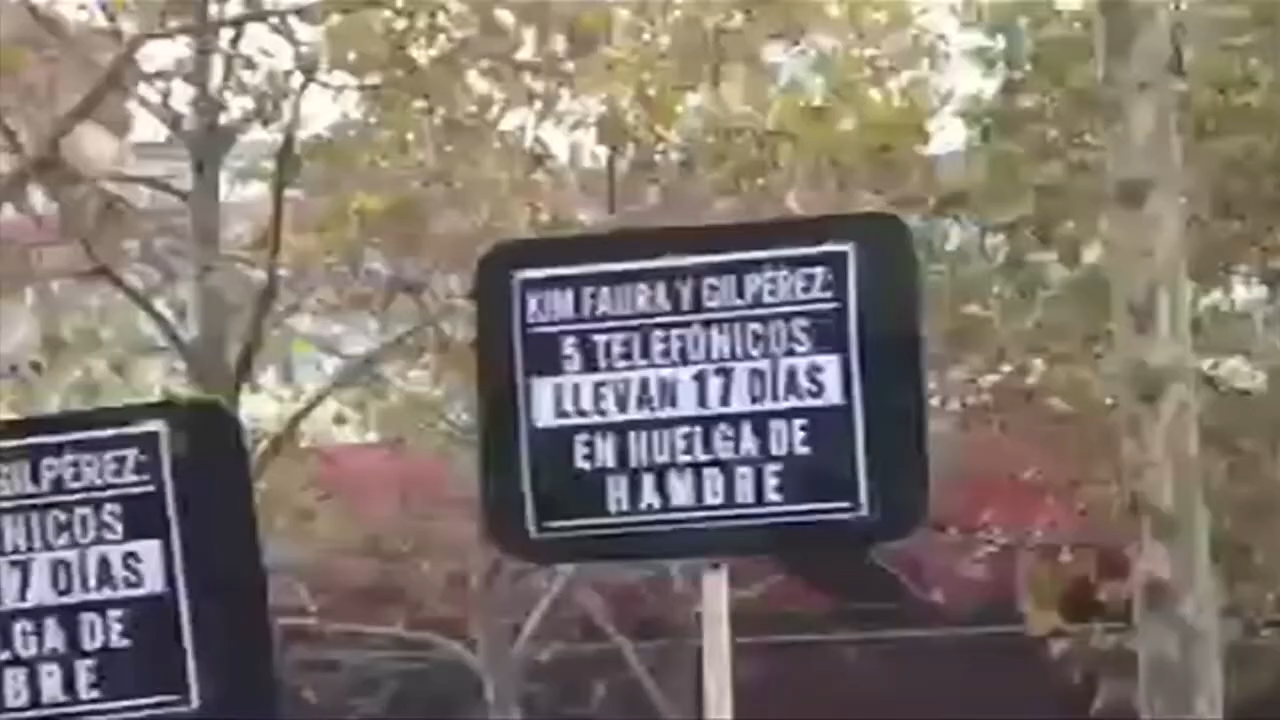 KIM FAURA Y GILPÉREZ:
5 TELEFÓNICOS
LLEVAN 17 DÍAS
EN HUELGA DE
HAMBRE
GILPÉREZ:
NICOS
7 DÍAS
LGA DE
BRE